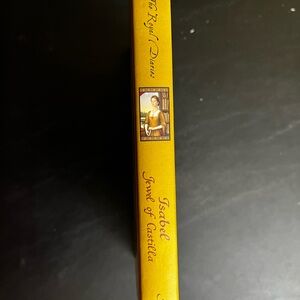 The Royal Diaries
Isabel
Jewel of Castilla